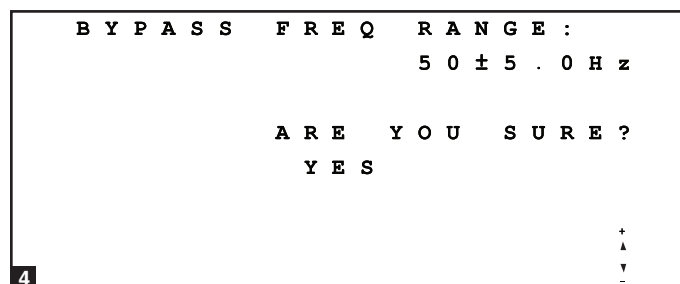 BYPASS FREQ RANGE:
50±5.0Hz
ARE YOU SURE?
YES
+
▲
▼
-
4